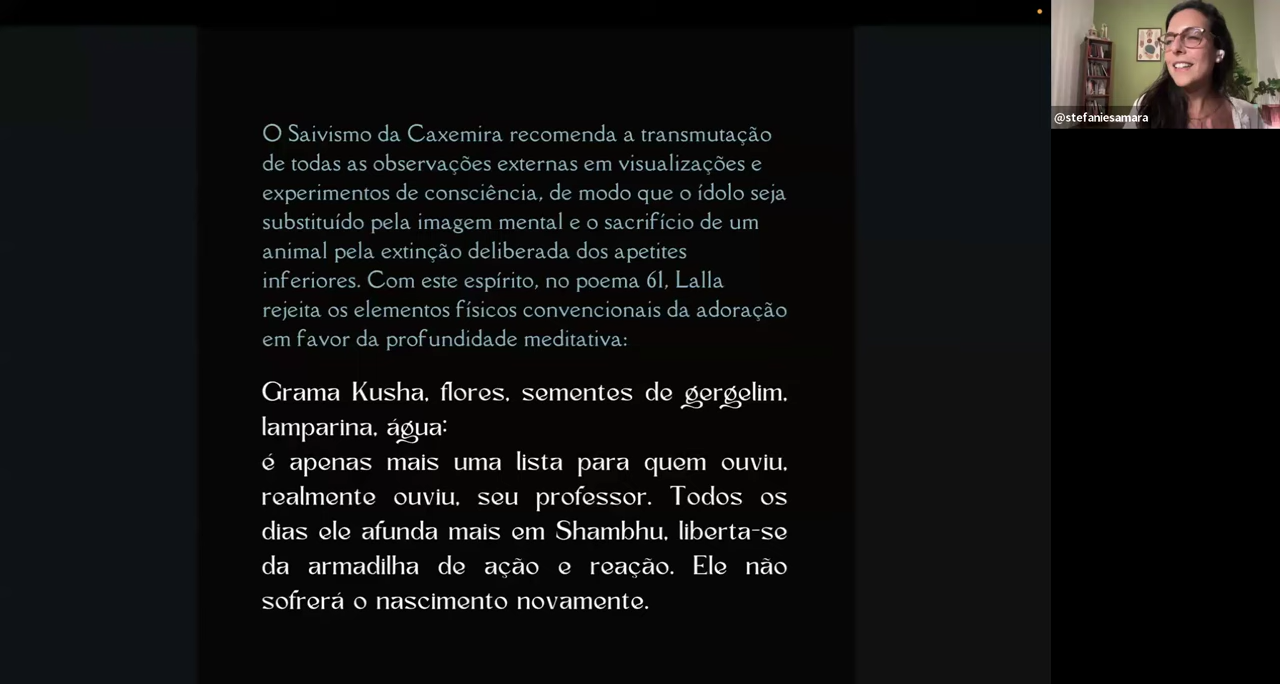 O Saivismo da Caxemira recomenda a transmutação
de todas as observações externas em visualizações e
experimentos de consciência, de modo que o ídolo seja
substituído pela imagem mental e o sacrifício de um
animal pela extinção deliberada dos apetites
inferiores. Com este espírito, no poema 61, Lalla
rejeita os elementos físicos convencionais da adoração
em favor da profundidade meditativa:
Grama Kusha, flores, sementes de gergelim,
lamparina, água:
é apenas mais uma lista para quem ouviu,
realmente ouviu, seu professor. Todos os
dias ele afunda mais em Shambhu, liberta-se
da armadilha de ação e reação. Ele não
sofrerá o nascimento novamente.
@stefaniesamara